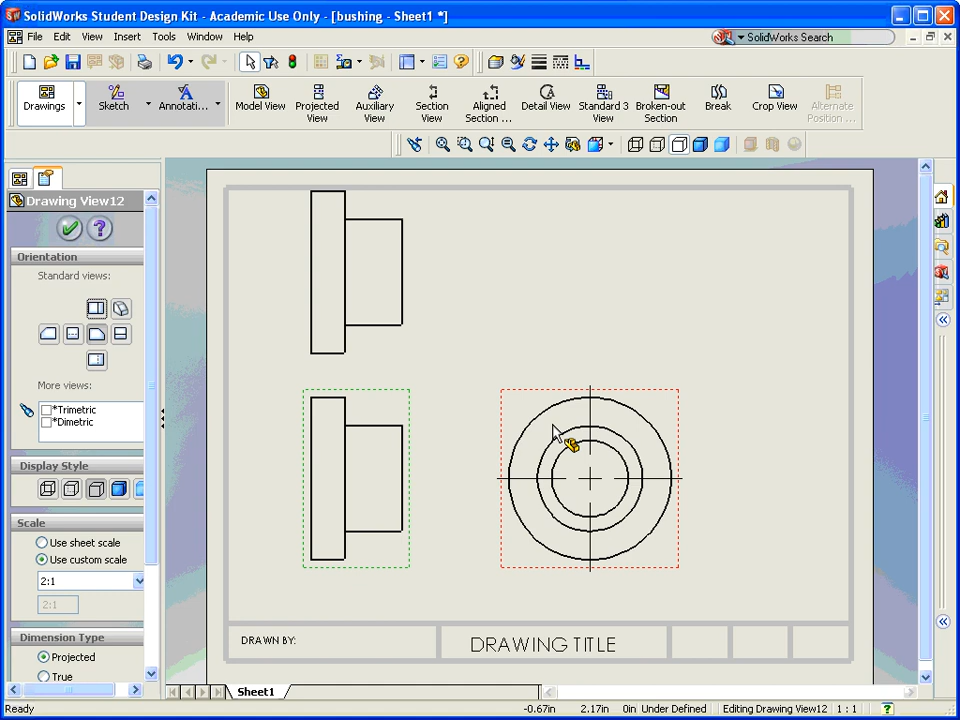 SolidWorks Student Design Kit - Academic Use Only - [bushing - Sheet1 *]
File Edit View Insert Tools Window Help
SolidWorks Search
Drawings
Sketch
Annotati...
Model View
Projected View
Auxiliary View
Section View
Aligned Section ...
Detail View
Standard 3 View
Broken-out Section
Break
Crop View
Alternate Position ...
Drawing View12
Orientation
Standard views:
More views:
*Trimetric
*Dimetric
Display Style
Scale
Use sheet scale
Use custom scale
2:1
2:1
Dimension Type
Projected
True
DRAWN BY:
DRAWING TITLE
Sheet1
Ready
-0.67in 2.17in 0in Under Defined Editing Drawing View12 1 : 1